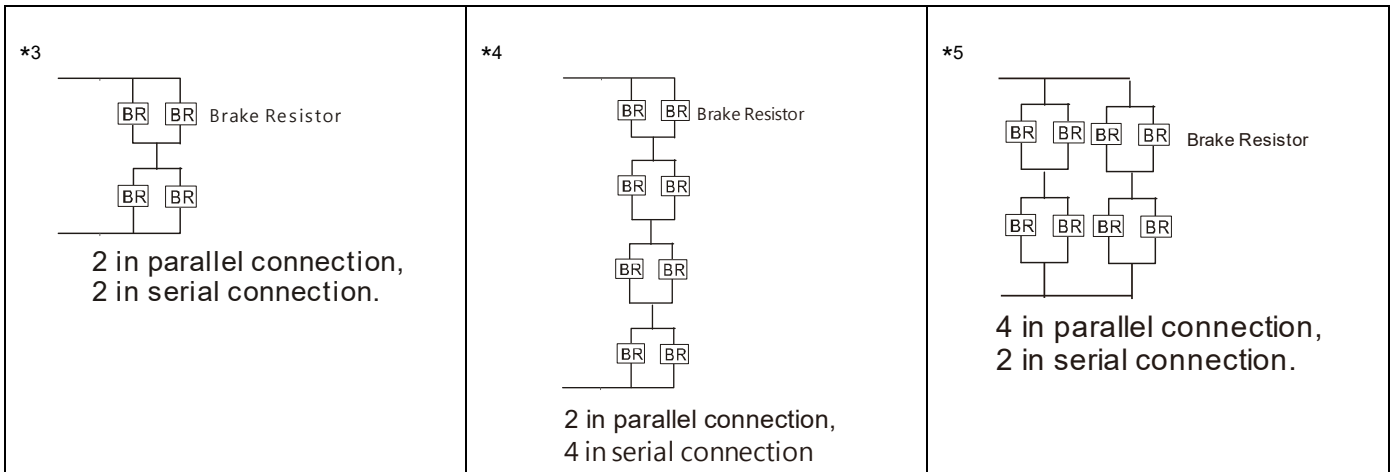 *3
BR BR Brake Resistor
BR BR
2 in parallel connection,
2 in serial connection.
*4
BR BR Brake Resistor
BR BR
BR BR
BR BR
2 in parallel connection,
4 in serial connection
*5
BR BR BR BR Brake Resistor
BR BR BR BR
4 in parallel connection,
2 in serial connection.